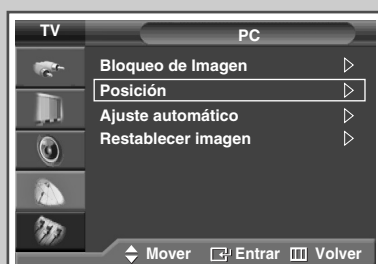 TV
PC
Bloqueo de Imagen
Posición
Ajuste automático
Restablecer imagen
Mover Entrar Volver